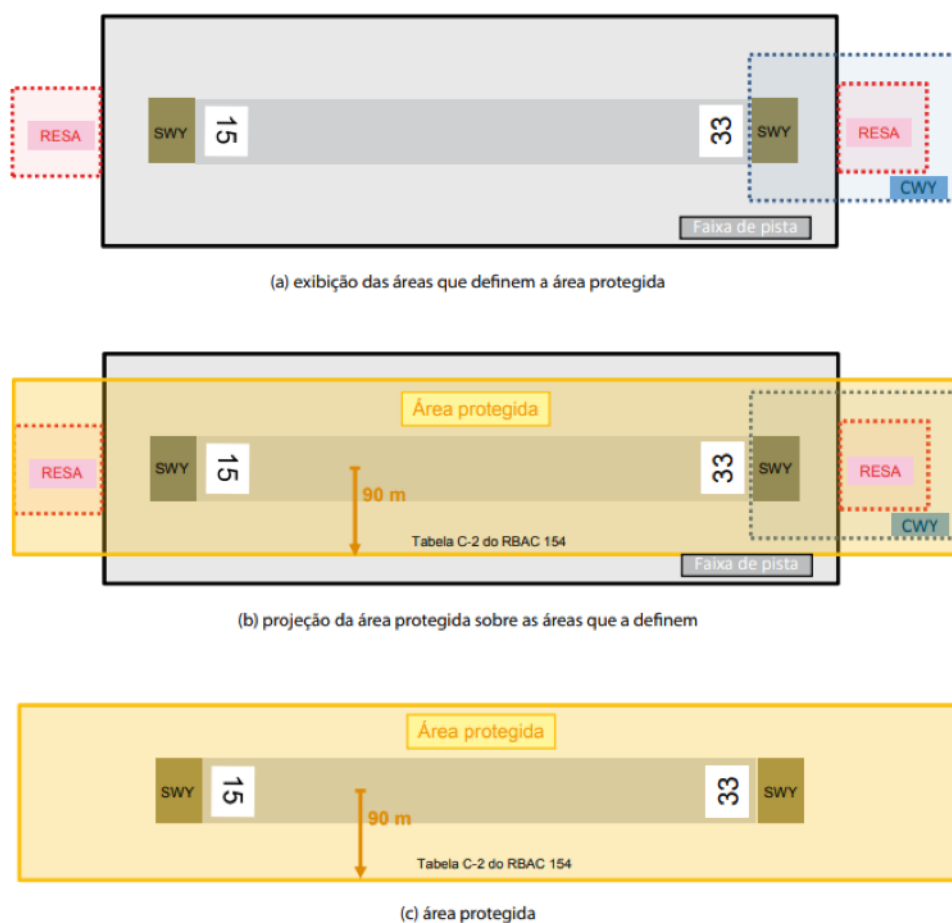 RESA
SWY
15
33
SWY
RESA
CWY
Faixa de pista
(a) exibição das áreas que definem a área protegida
Área protegida
RESA
SWY
15
33
SWY
RESA
90 m
CWY
Tabela C-2 do RBAC 154
Faixa de pista
(b) projeção da área protegida sobre as áreas que a definem
Área protegida
SWY
15
33
SWY
90 m
Tabela C-2 do RBAC 154
(c) área protegida